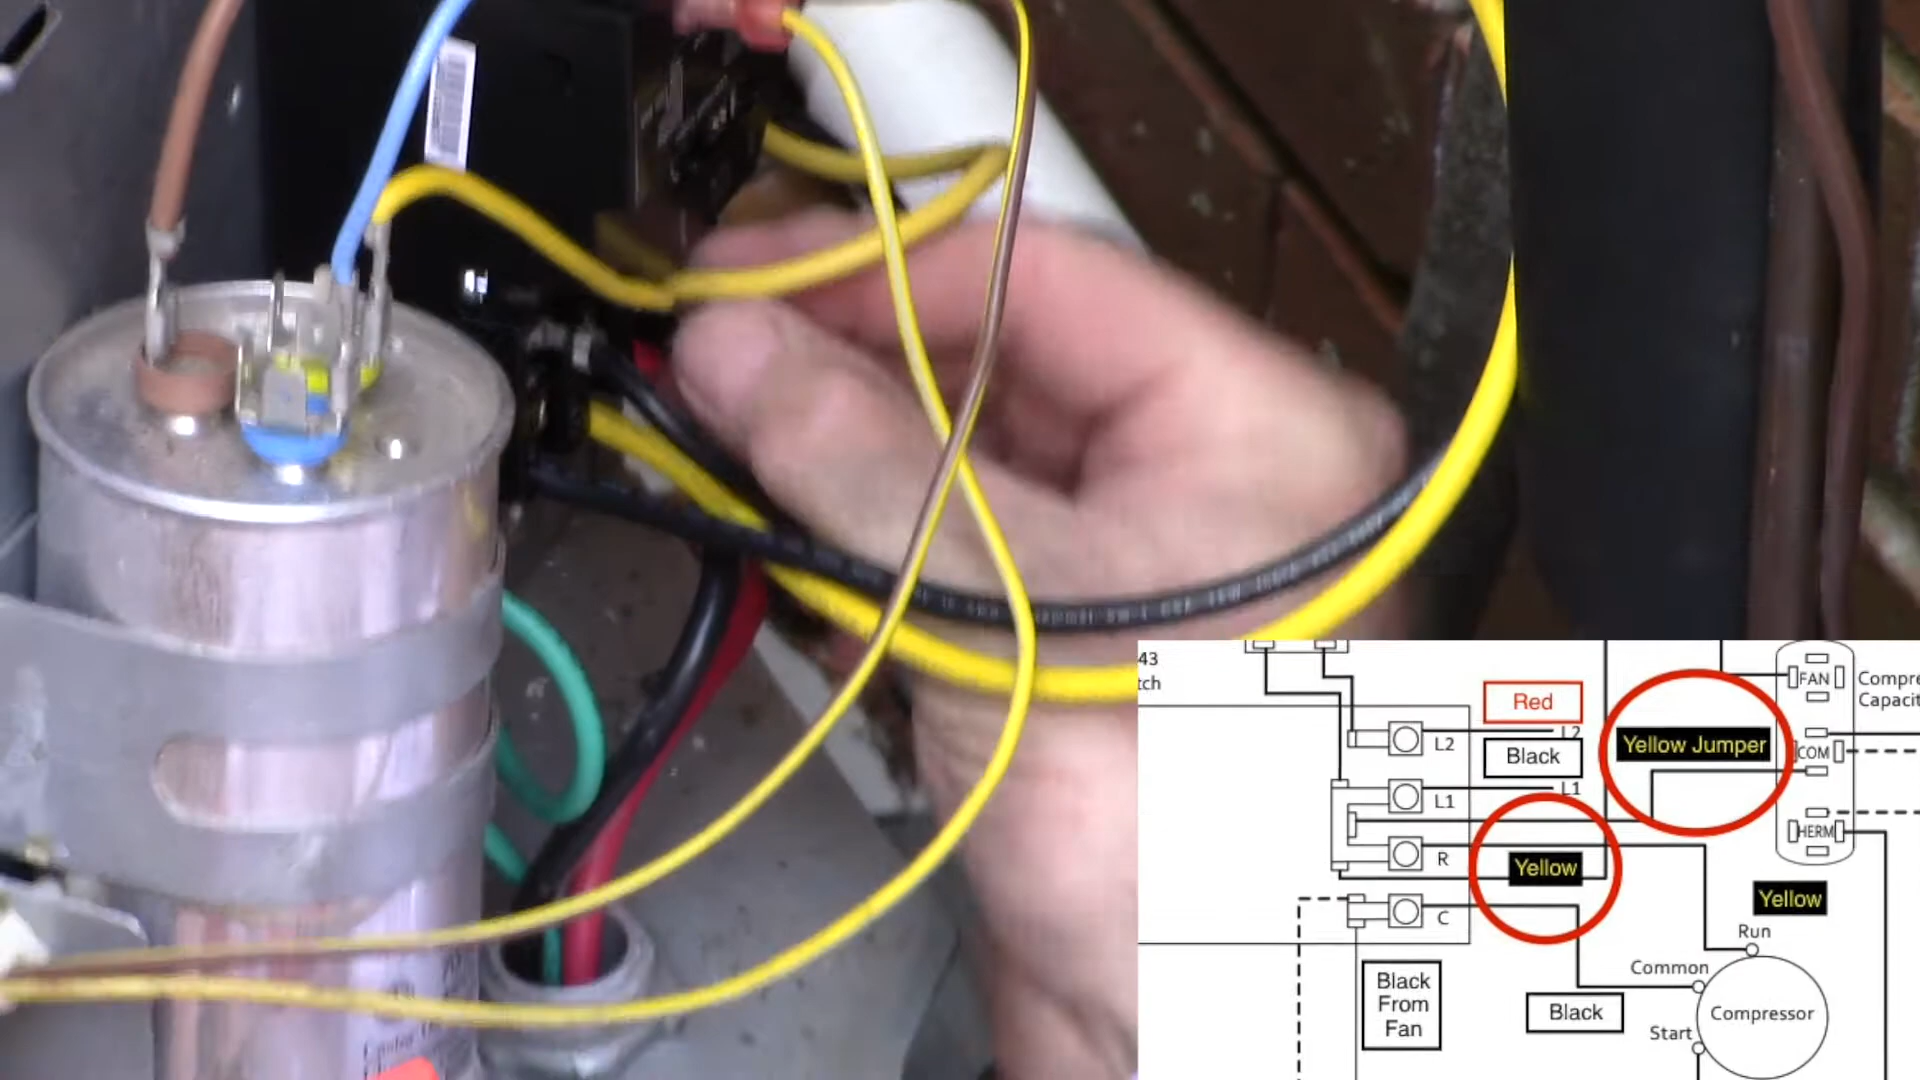 43
tch
Red
L2
L2
Black
Yellow Jumper
FAN
Compre
Capacit
COM
L1
L1
R
Yellow
HERM
Yellow
C
Run
Common
Black
From
Fan
Black
Compressor
Start